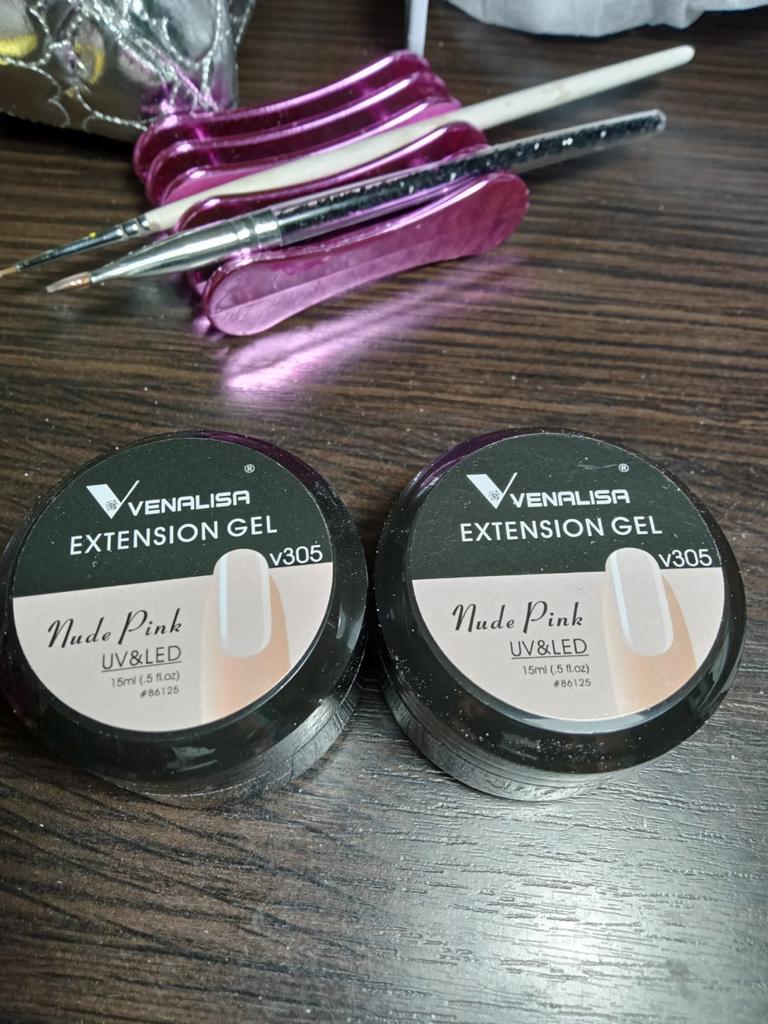 VENALISA ®
EXTENSION GEL
v305
Nude Pink
UV&LED
15ml (.5 fl.oz)
#86125
VENALISA ®
EXTENSION GEL
v305
Nude Pink
UV&LED
15ml (.5 fl.oz)
#86125